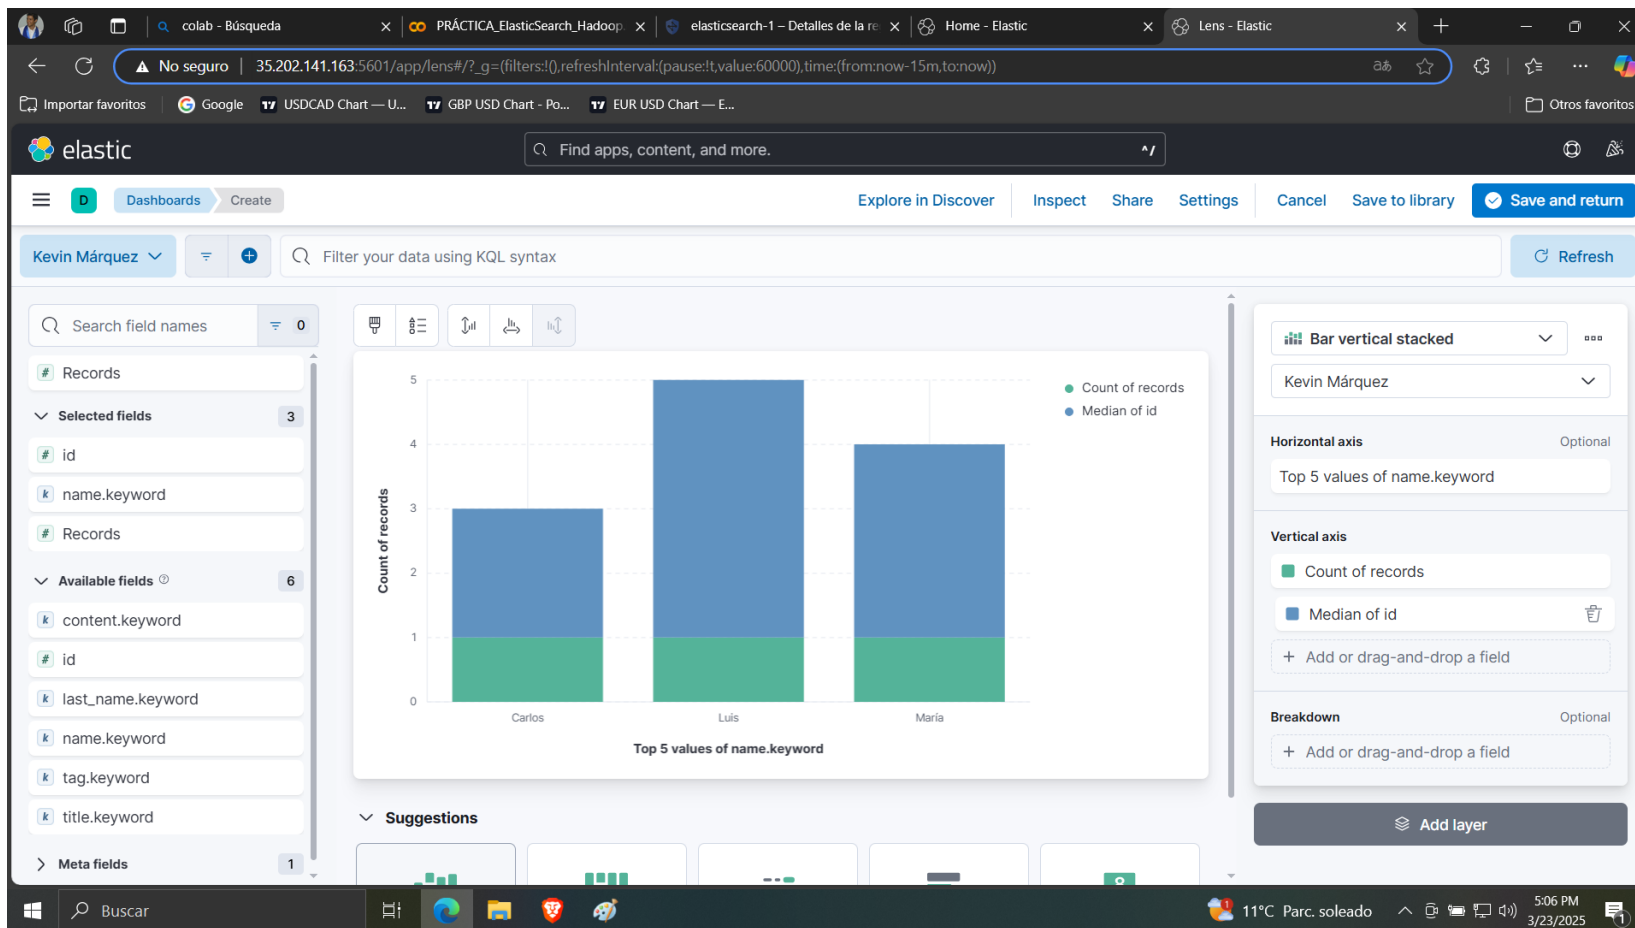 colab - Búsqueda
PRÁCTICA_ElasticSearch_Hadoop.
elasticsearch-1 – Detalles de la re
Home - Elastic
Lens - Elastic
No seguro
35.202.141.163:5601/app/lens#/?_g=(filters:!(),refreshInterval:(pause:!t,value:60000),time:(from:now-15m,to:now))
Importar favoritos
Google
USDCAD Chart — U...
GBP USD Chart - Po...
EUR USD Chart — E...
Otros favoritos
elastic
Find apps, content, and more.
^/
D
Dashboards
Create
Explore in Discover
Inspect
Share
Settings
Cancel
Save to library
Save and return
Kevin Márquez
Filter your data using KQL syntax
Refresh
Search field names
0
# Records
Selected fields
3
# id
k name.keyword
# Records
Available fields
6
k content.keyword
# id
k last_name.keyword
k name.keyword
k tag.keyword
k title.keyword
Meta fields
1
5
4
3
2
1
0
Count of records
Carlos
Luis
María
Top 5 values of name.keyword
Count of records
Median of id
Suggestions
Bar vertical stacked
Kevin Márquez
Horizontal axis
Optional
Top 5 values of name.keyword
Vertical axis
Count of records
Median of id
+ Add or drag-and-drop a field
Breakdown
Optional
+ Add or drag-and-drop a field
Add layer
Buscar
1
11°C Parc. soleado
5:06 PM
3/23/2025
1